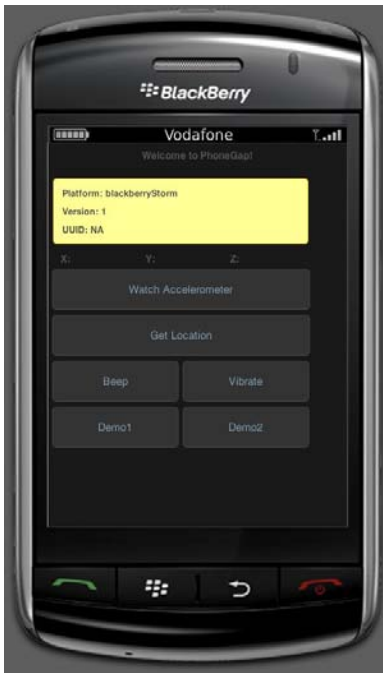 BlackBerry
Vodafone
Welcome to PhoneGap!
Platform: blackberryStorm
Version: 1
UUID: NA
X: Y: Z:
Watch Accelerometer
Get Location
Beep Vibrate
Demo1 Demo2